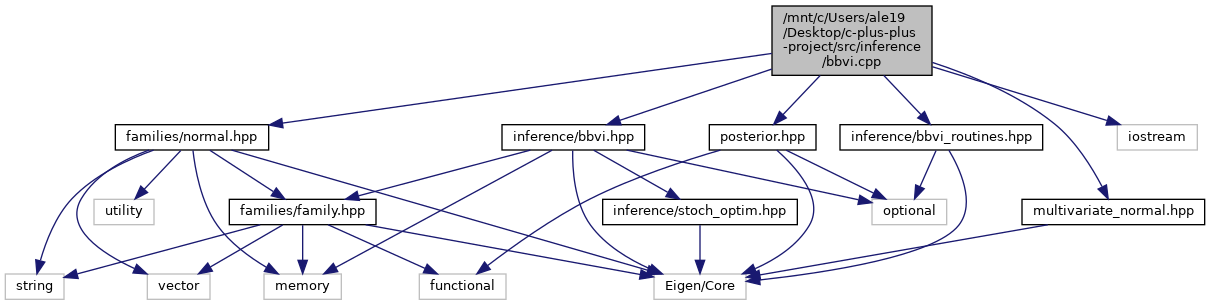 /mnt/c/Users/ale19
/Desktop/c-plus-plus
-project/src/inference
/bbvi.cpp
families/normal.hpp
inference/bbvi.hpp
posterior.hpp
inference/bbvi_routines.hpp
iostream
utility
families/family.hpp
inference/stoch_optim.hpp
optional
multivariate_normal.hpp
string
vector
memory
functional
Eigen/Core